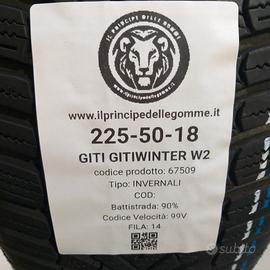 IL PRINCIPE DELLE GOMME
www.ilprincipedellegomme.it
225-50-18
GITI GITIWINTER W2
codice prodotto: 67509
Tipo: INVERNALI
COD:
Battistrada: 90%
Codice Velocità: 99V
FILA: 14
subito